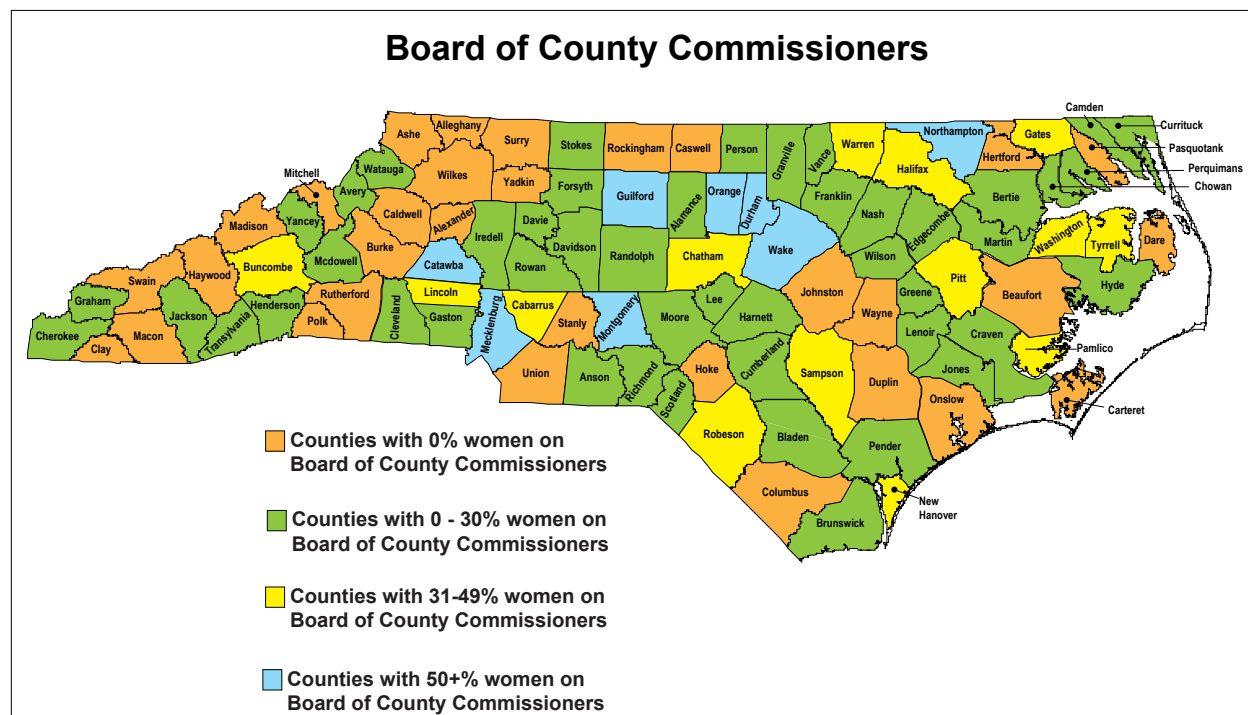 Board of County Commissioners
Camden
Currituck
Alleghany
Ashe
Surry
Stokes
Rockingham
Caswell
Person
Granville
Vance
Warren
Northampton
Gates
Hertford
Pasquotank
Perquimans
Chowan
Halifax
Mitchell
Watauga
Avery
Wilkes
Yadkin
Forsyth
Guilford
Alamance
Orange
Durham
Franklin
Nash
Edgecombe
Bertie
Martin
Washington
Tyrrell
Dare
Madison
Yancey
Caldwell
Alexander
Iredell
Davie
Davidson
Randolph
Chatham
Wake
Wilson
Pitt
Beaufort
Hyde
Swain
Haywood
Buncombe
Mcdowell
Burke
Catawba
Rowan
Graham
Cherokee
Clay
Macon
Jackson
Transylvania
Henderson
Polk
Rutherford
Cleveland
Lincoln
Gaston
Mecklenburg
Cabarrus
Stanly
Montgomery
Moore
Lee
Harnett
Johnston
Wayne
Greene
Lenoir
Craven
Jones
Pamlico
Carteret
Union
Anson
Richmond
Scotland
Hoke
Cumberland
Sampson
Duplin
Onslow
Robeson
Bladen
Pender
Columbus
Brunswick
New
Hanover
Counties with 0% women on
Board of County Commissioners
Counties with 0 - 30% women on
Board of County Commissioners
Counties with 31-49% women on
Board of County Commissioners
Counties with 50+% women on
Board of County Commissioners